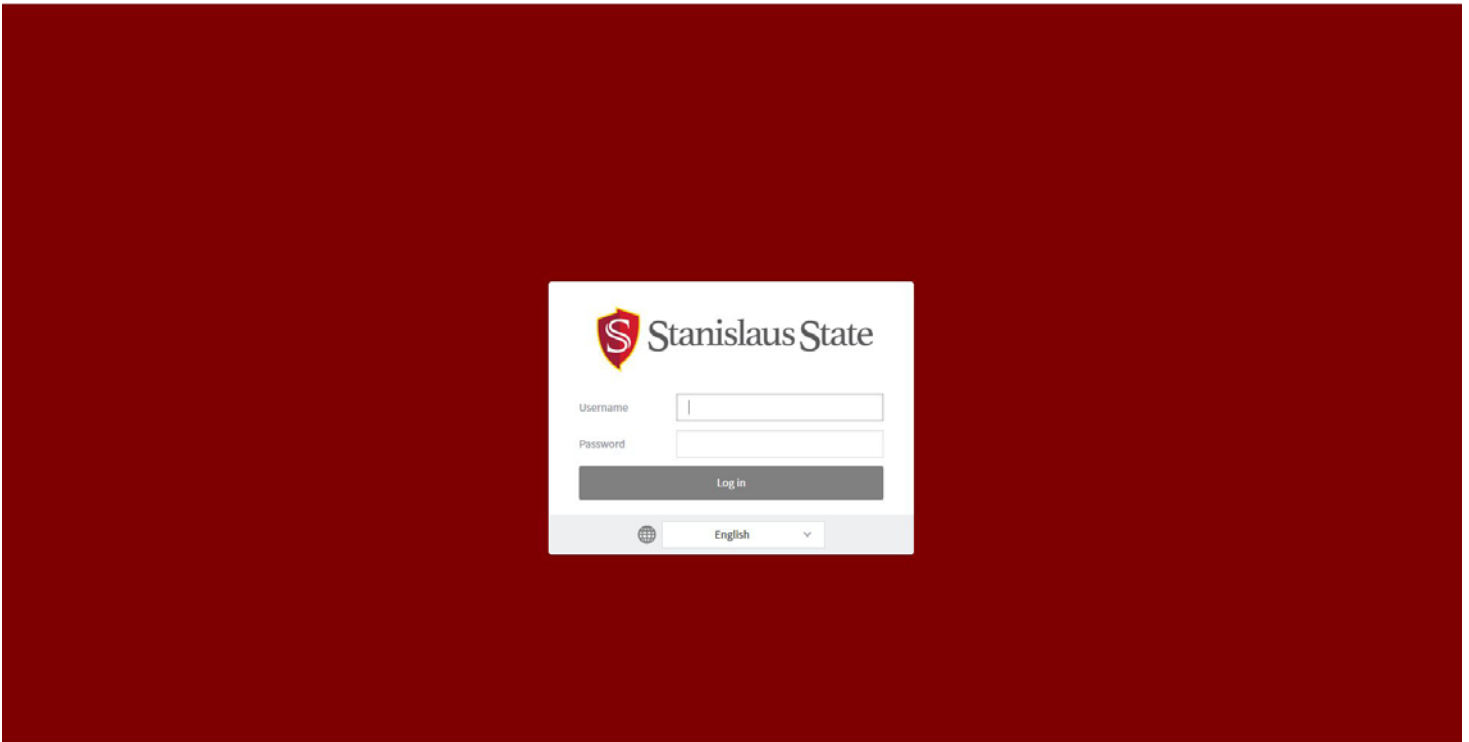 S Stanislaus State
Username
Password
Log in
English